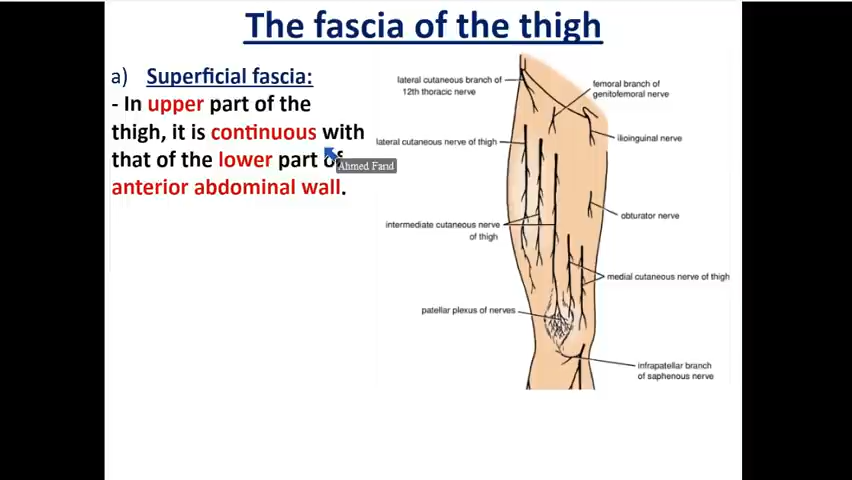 The fascia of the thigh
a) Superficial fascia:
- In upper part of the
thigh, it is continuous with
that of the lower part of
anterior abdominal wall.
Ahmed Farid
lateral cutaneous branch of
12th thoracic nerve
femoral branch of
genitofemoral nerve
lateral cutaneous nerve of thigh
ilioinguinal nerve
obturator nerve
intermediate cutaneous nerve
of thigh
medial cutaneous nerve of thigh
patellar plexus of nerves
infrapatellar branch
of saphenous nerve